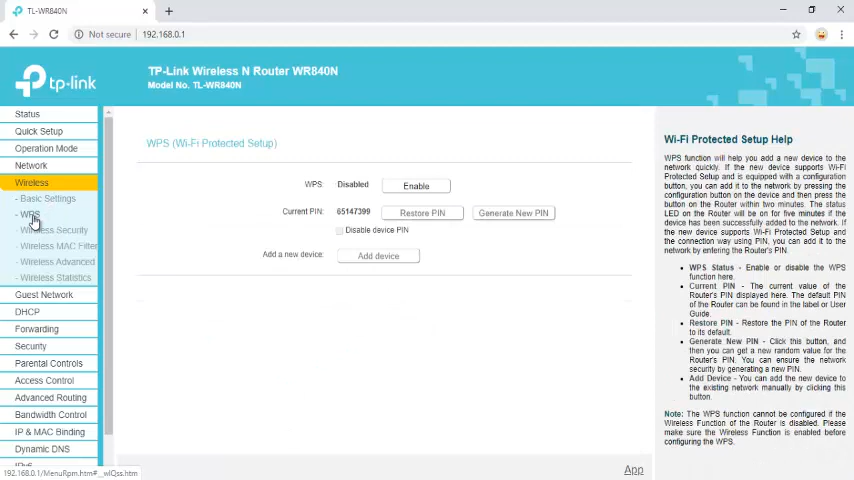 TL-WR840N
Not secure
192.168.0.1
tp-link
TP-Link Wireless N Router WR840N
Model No. TL-WR840N
Status
Quick Setup
Operation Mode
Network
Wireless
- Basic Settings
- WPS
- Wireless Security
- Wireless MAC Filter
- Wireless Advanced
- Wireless Statistics
Guest Network
DHCP
Forwarding
Security
Parental Controls
Access Control
Advanced Routing
Bandwidth Control
IP & MAC Binding
Dynamic DNS
IPv6
192.168.0.1/MenuRpm.htm#__wlQss.htm
WPS (Wi-Fi Protected Setup)
WPS: Disabled Enable
Current PIN: 65147399 Restore PIN Generate New PIN
Disable device PIN
Add a new device: Add device
App
Wi-Fi Protected Setup Help
WPS function will help you add a new device to the
network quickly. If the new device supports Wi-Fi
Protected Setup and is equipped with a configuration
button, you can add it to the network by pressing the
configuration button on the device and then press the
button on the Router within two minutes. The status
LED on the Router will be on for five minutes if the
device has been successfully added to the network. If
the new device supports Wi-Fi Protected Setup and
the connection way using PIN, you can add it to the
network by entering the Router's PIN.
• WPS Status - Enable or disable the WPS
function here.
• Current PIN - The current value of the
Router's PIN displayed here. The default PIN
of the Router can be found in the label or User
Guide.
• Restore PIN - Restore the PIN of the Router
to its default.
• Generate New PIN - Click this button, and
then you can get a new random value for the
Router's PIN. You can ensure the network
security by generating a new PIN.
• Add Device - You can add the new device to
the existing network manually by clicking this
button.
Note: The WPS function cannot be configured if the
Wireless Function of the Router is disabled. Please
make sure the Wireless Function is enabled before
configuring the WPS.